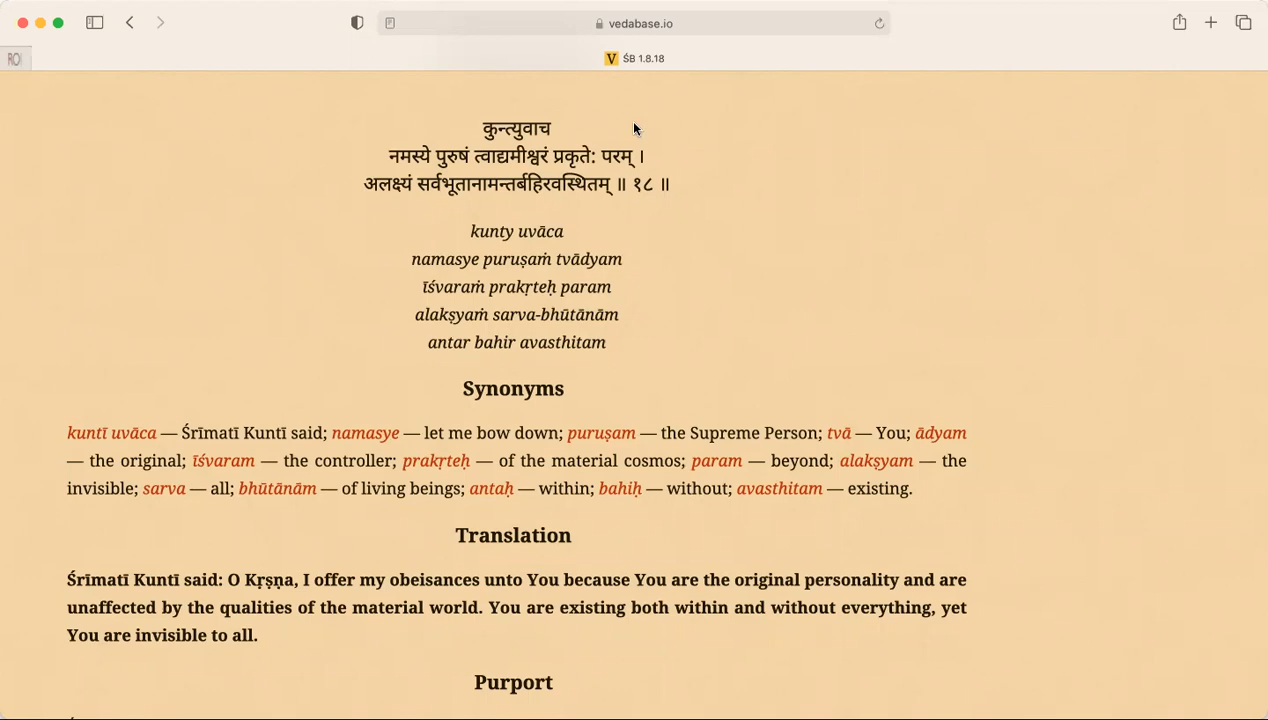 vedabase.io
ŚB 1.8.18
कुन्त्युवाच
नमस्ये पुरुषं त्वाद्यमीश्वरं प्रकृते: परम् ।
अलक्ष्यं सर्वभूतानामन्तर्बहिरवस्थितम् ॥ १८ ॥
kunty uvāca
namasye puruṣaṁ tvādyam
īśvaraṁ prakṛteḥ param
alakṣyaṁ sarva-bhūtānām
antar bahir avasthitam
Synonyms
kuntī uvāca — Śrīmatī Kuntī said; namasye — let me bow down; puruṣam — the Supreme Person; tvā — You; ādyam
— the original; īśvaram — the controller; prakṛteḥ — of the material cosmos; param — beyond; alakṣyam — the
invisible; sarva — all; bhūtānām — of living beings; antaḥ — within; bahiḥ — without; avasthitam — existing.
Translation
Śrīmatī Kuntī said: O Kṛṣṇa, I offer my obeisances unto You because You are the original personality and are
unaffected by the qualities of the material world. You are existing both within and without everything, yet
You are invisible to all.
Purport